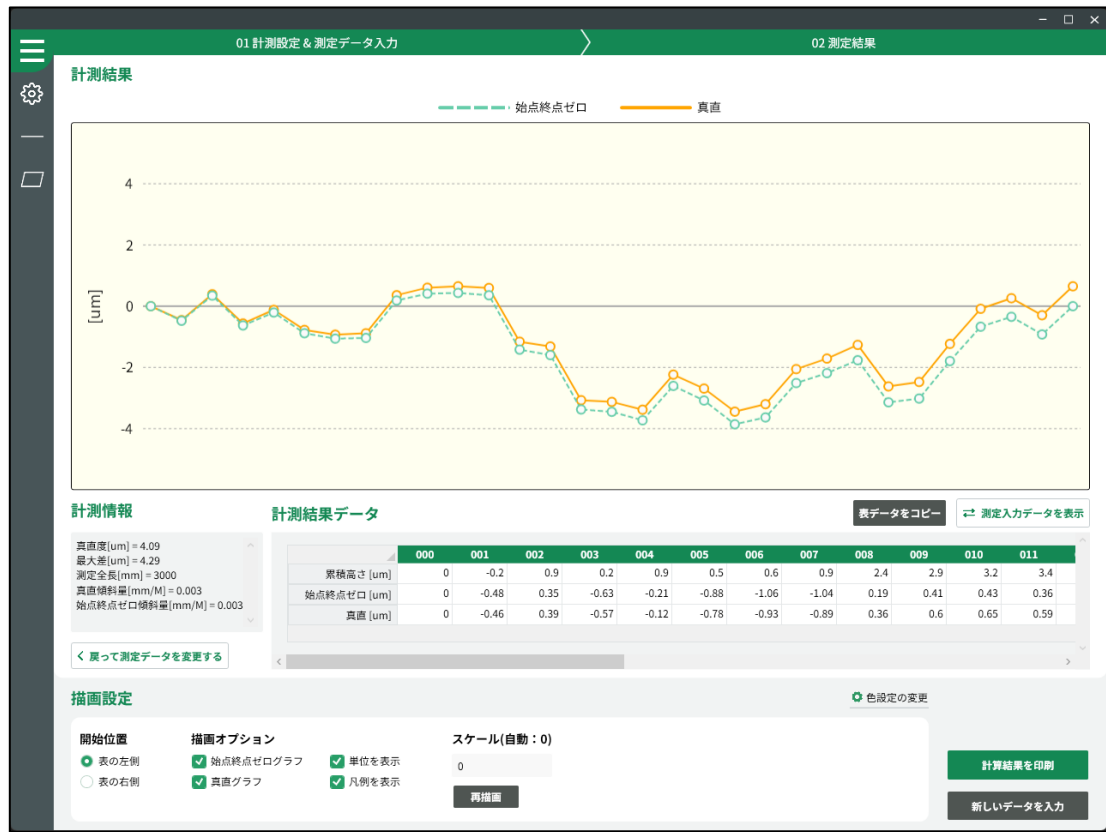 01 計測設定 & 測定データ入力
02 測定結果
計測結果
始点終点ゼロ
真直
4
2
0
-2
-4
[um]
計測情報
真直度[um] = 4.09
最大差[um] = 4.29
測定全長[mm] = 3000
真直傾斜量[mm/M] = 0.003
始点終点ゼロ傾斜量[mm/M] = 0.003
戻って測定データを変更する
計測結果データ
表データをコピー
測定入力データを表示
000 001 002 003 004 005 006 007 008 009 010 011
累積高さ [um] 0 -0.2 0.9 0.2 0.9 0.5 0.6 0.9 2.4 2.9 3.2 3.4
始点終点ゼロ [um] 0 -0.48 0.35 -0.63 -0.21 -0.88 -1.06 -1.04 0.19 0.41 0.43 0.36
真直 [um] 0 -0.46 0.39 -0.57 -0.12 -0.78 -0.93 -0.89 0.36 0.6 0.65 0.59
描画設定
色設定の変更
開始位置
表の左側
表の右側
描画オプション
始点終点ゼログラフ
単位を表示
真直グラフ
凡例を表示
スケール(自動：0)
0
再描画
計算結果を印刷
新しいデータを入力